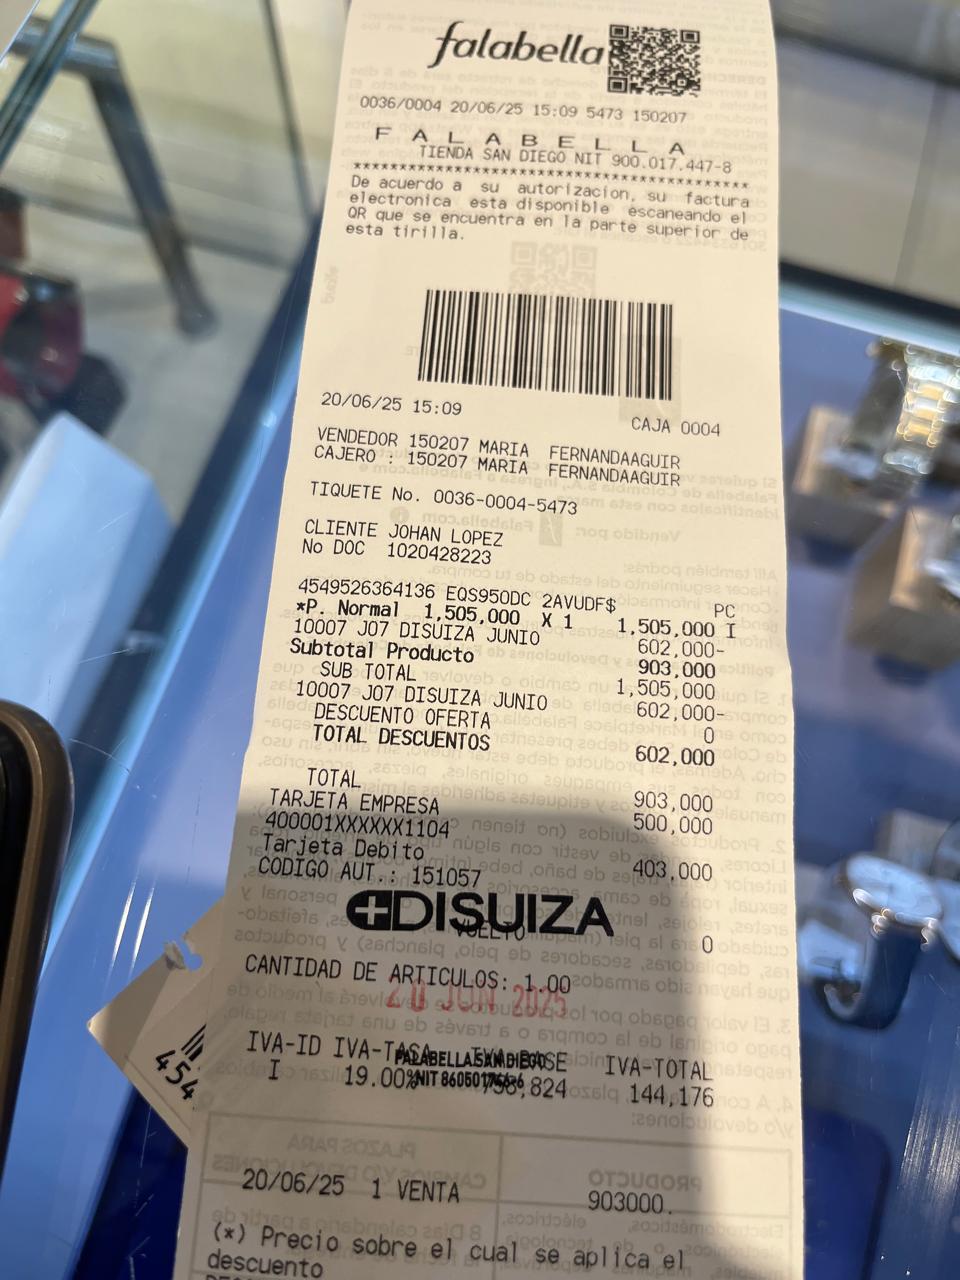 falabella
0036/0004 20/06/25 15:09 5473 150207
F A L A B E L L A
TIENDA SAN DIEGO NIT 900.017.447-8
************************************************
De acuerdo a su autorizacion, su factura
electronica esta disponible escaneando el
QR que se encuentra en la parte superior de
esta tirilla.
20/06/25 15:09
CAJA 0004
VENDEDOR 150207 MARIA FERNANDAAGUIR
CAJERO : 150207 MARIA FERNANDAAGUIR
TIQUETE No. 0036-0004-5473
CLIENTE JOHAN LOPEZ
No DOC 1020428223
4549526364136 EQS950DC 2AVUDF$ PC
*P. Normal 1,505,000 X 1 1,505,000 I
10007 J07 DISUIZA JUNIO 602,000-
Subtotal Producto 903,000
SUB TOTAL 1,505,000
10007 J07 DISUIZA JUNIO 602,000-
DESCUENTO OFERTA 0
TOTAL DESCUENTOS 602,000
TOTAL 903,000
TARJETA EMPRESA 500,000
400001XXXXXX1104
Tarjeta Debito 403,000
CODIGO AUT.: 151057
DISUIZA
VUELTO 0
CANTIDAD DE ARTICULOS: 1.00
20 JUN 2025
IVA-ID IVA-TASA IVA-BASE IVA-TOTAL
FALABELLA SAN DIEGO
I 19.00% 758,824 144,176
20/06/25 1 VENTA 903000.
(*) Precio sobre el cual se aplica el
descuento
454